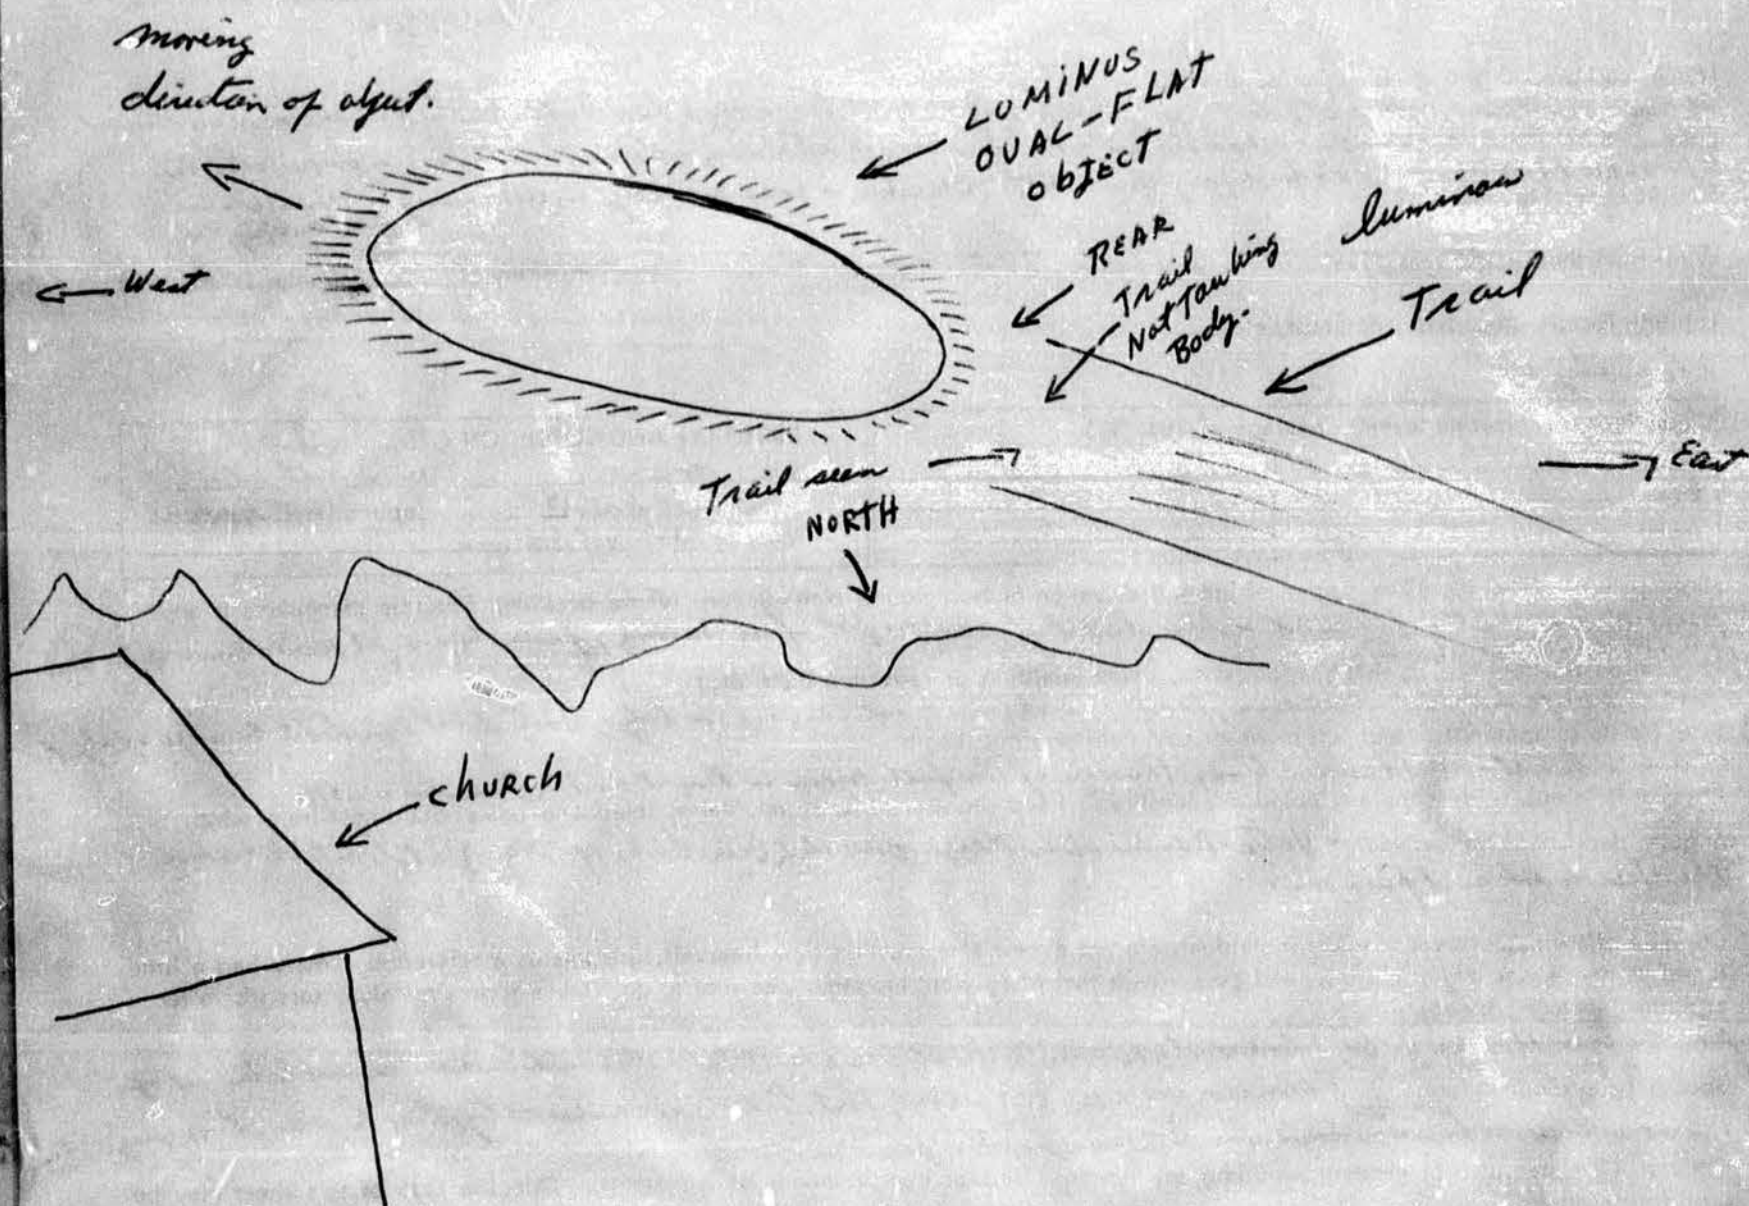 moving
direction of object.
LUMINUS
OVAL-FLAT
ObJECT
luminous
REAR
Trail
Not Touching
Body.
Trail
← West
→ East
Trail seen
NORTH
church